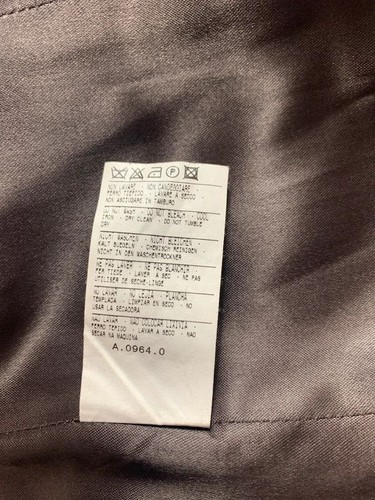 P
NON LAVARE - NON CANDEGGIARE -
FERRO TIEPIDO - LAVARE A SECCO -
NON ASCIUGARE IN TAMBURO
DO NOT WASH - DO NOT BLEACH - COOL
IRON - DRY CLEAN - DO NOT TUMBLE
DRY
NICHT WASCHEN - NICHT BLEICHEN -
KALT BUEGELN - CHEMISCH REINIGEN -
NICHT IN DEN WASCHENTROCKNER
NE PAS LAVER - NE PAS BLANCHIR
FER TIEDE - LAVER A SEC - NE PAS
UTILISER DE SECHE-LINGE
NO LAVAR - NO LEJIA - PLANCHA
TEMPLADA - LIMPIAR EN SECO - NO
USAR LA SECADORA
NAO LAVAR - NAO COLOCAR LIXIVIA -
FERRO TEPIDO - LAVAR A SECO - NAO
SECAR NA MAQUINA
A.0964.0